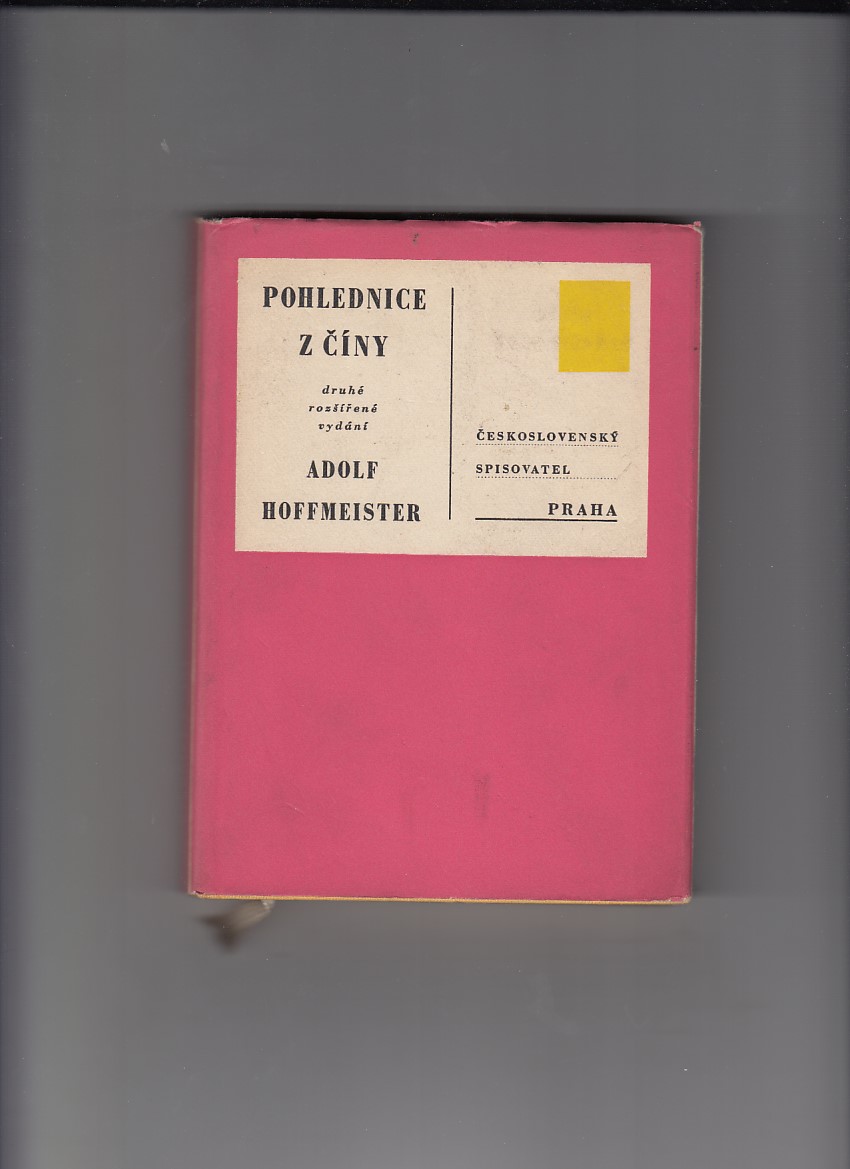 POHLEDNICE
Z ČÍNY
druhé
rozšířené
vydání
ADOLF
HOFFMEISTER
ČESKOSLOVENSKÝ
SPISOVATEL
PRAHA